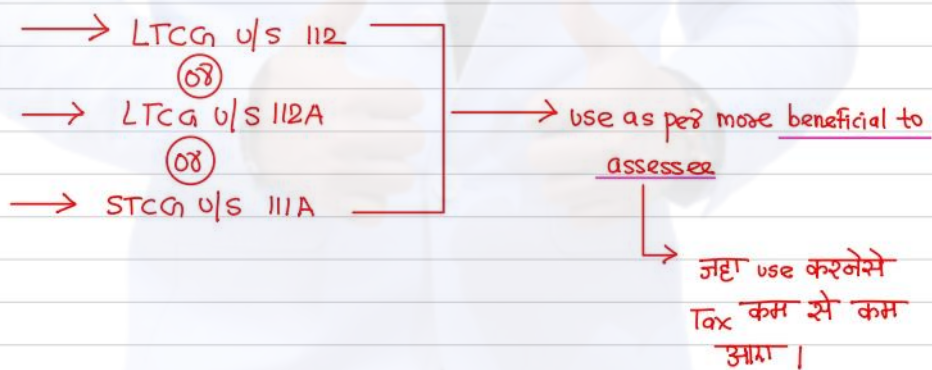 → LTCG U/S 112
or
→ LTCG U/S 112A
or
→ STCG U/S 111A
→ use as per more beneficial to
assessee
जहा use करनेसे
Tax कम से कम
आए।